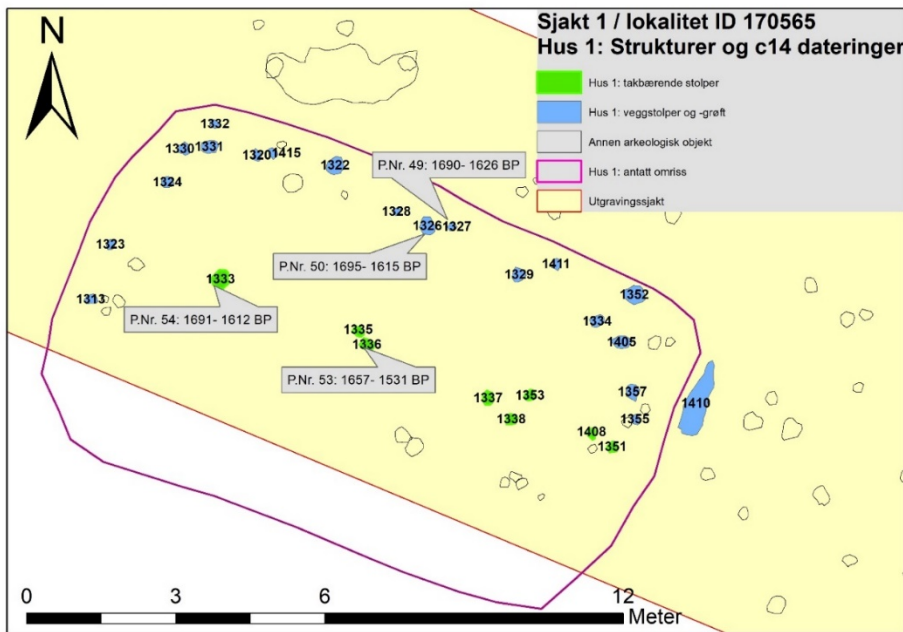 Sjakt 1 / lokalitet ID 170565
Hus 1: Strukturer og c14 dateringer
Hus 1: takbærende stolper
Hus 1: veggstolper og -grøft
Annen arkeologisk objekt
Hus 1: antatt omriss
Utgravingssjakt
N
1332
1330
1331
1320
1415
1322
P.Nr. 49: 1690- 1626 BP
1324
1328
1326
1327
1323
P.Nr. 50: 1695- 1615 BP
1411
1329
1333
1352
1313
P.Nr. 54: 1691- 1612 BP
1334
1335
1336
1405
P.Nr. 53: 1657- 1531 BP
1337
1353
1357
1410
1338
1355
1408
1351
0
3
6
12
Meter